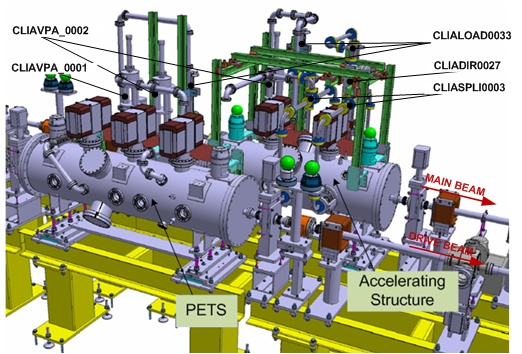 CLIAVPA_0002
CLIAVPA_0001
CLIALOAD0033
CLIADIR0027
CLIASPLI0003
MAIN BEAM
DRIVE BEAM
PETS
Accelerating
Structure